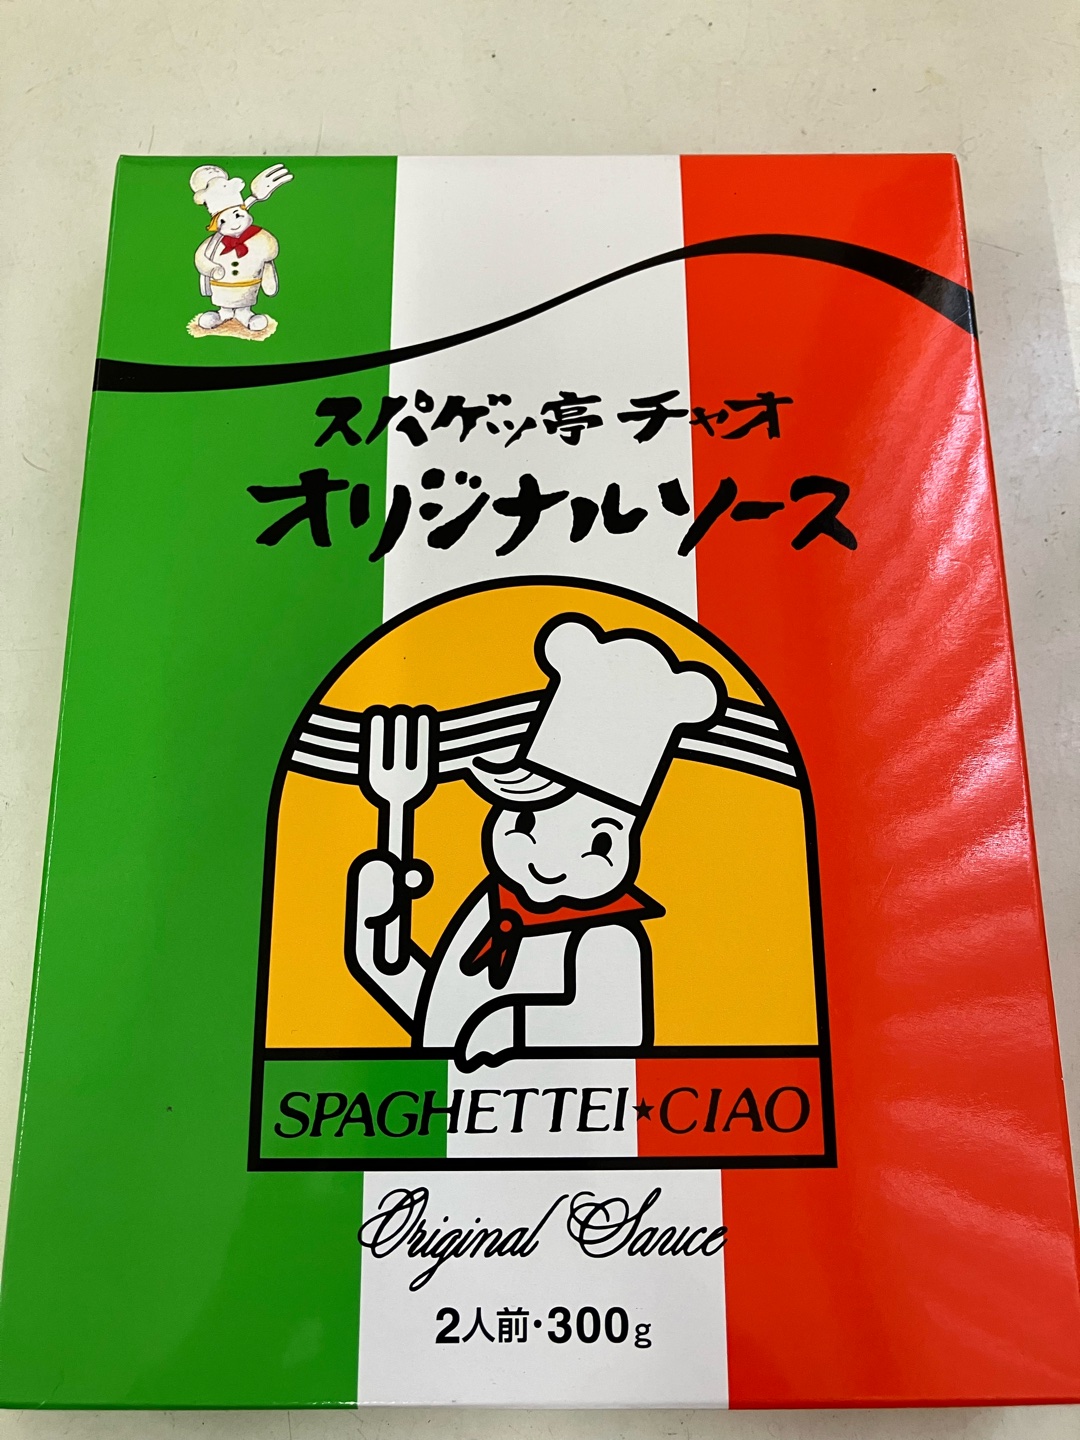 スパゲッ亭 チャオ
オリジナルソース
SPAGHETTEI★CIAO
Original Sauce
2人前・300g